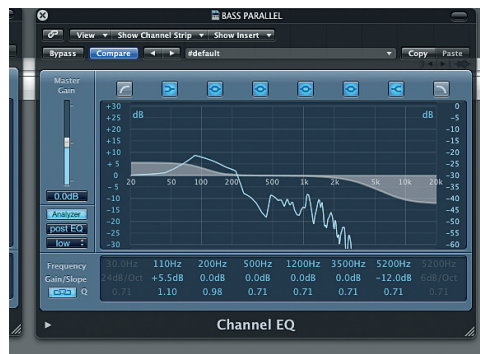 BASS PARALLEL
View Show Channel Strip Show Insert
Bypass Compare #default Copy Paste
Master
Gain
+30 dB dB 0
+25 -5
+20 -10
+15 -15
+10 -20
+5 -25
0 20 50 100 200 500 1k 2k 5k 10k 20k -30
-5 -35
-10 -40
-15 -45
-20 -50
-25 -55
-30 -60
0.0dB
Analyzer
post EQ
low
Frequency 30.0Hz 110Hz 200Hz 500Hz 1200Hz 3500Hz 5200Hz 5200Hz
Gain/Slope 24dB/Oct +5.5dB 0.0dB 0.0dB 0.0dB 0.0dB -12.0dB 6dB/Oct
Q 0.71 1.10 0.98 0.71 0.71 0.71 0.71 0.71
Channel EQ